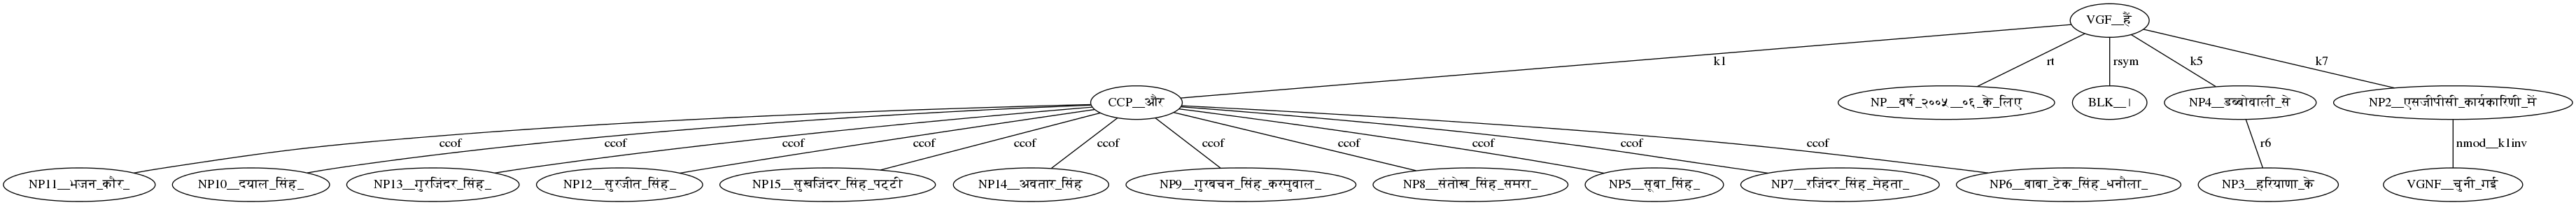 VGF__हैं
k1
rt
rsym
k5
k7
CCP__और
NP__वर्ष_२००५__०६_के_लिए
BLK__।
NP4__डब्बोवाली_से
NP2__एसजीपीसी_कार्यकारिणी_में
ccof
ccof
ccof
ccof
ccof
ccof
ccof
ccof
ccof
ccof
ccof
r6
nmod__k1inv
NP11__भजन_कौर_
NP10__दयाल_सिंह_
NP13__गुरजिंदर_सिंह_
NP12__सुरजीत_सिंह_
NP15__सुखजिंदर_सिंह_पट्टी
NP14__अवतार_सिंह
NP9__गुरबचन_सिंह_करमुवाल_
NP8__संतोख_सिंह_समरा_
NP5__सूबा_सिंह_
NP7__रजिंदर_सिंह_मेहता_
NP6__बाबा_टेक_सिंह_धनौला_
NP3__हरियाणा_के
VGNF__चुनी_गई